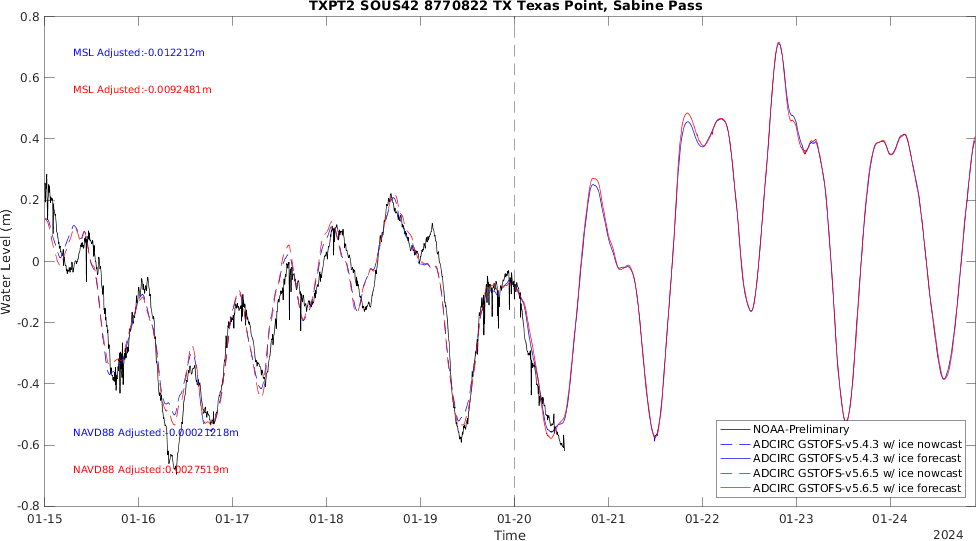 TXPT2 SOUS42 8770822 TX Texas Point, Sabine Pass
0.8
0.6
0.4
0.2
0
-0.2
-0.4
-0.6
-0.8
Water Level (m)
MSL Adjusted:-0.012212m
MSL Adjusted:-0.0092481m
NAVD88 Adjusted:-0.00021218m
NAVD88 Adjusted:0.0027519m
NOAA-Preliminary
ADCIRC GSTOFS-v5.4.3 w/ ice nowcast
ADCIRC GSTOFS-v5.4.3 w/ ice forecast
ADCIRC GSTOFS-v5.6.5 w/ ice nowcast
ADCIRC GSTOFS-v5.6.5 w/ ice forecast
01-15 01-16 01-17 01-18 01-19 01-20 01-21 01-22 01-23 01-24
Time
2024